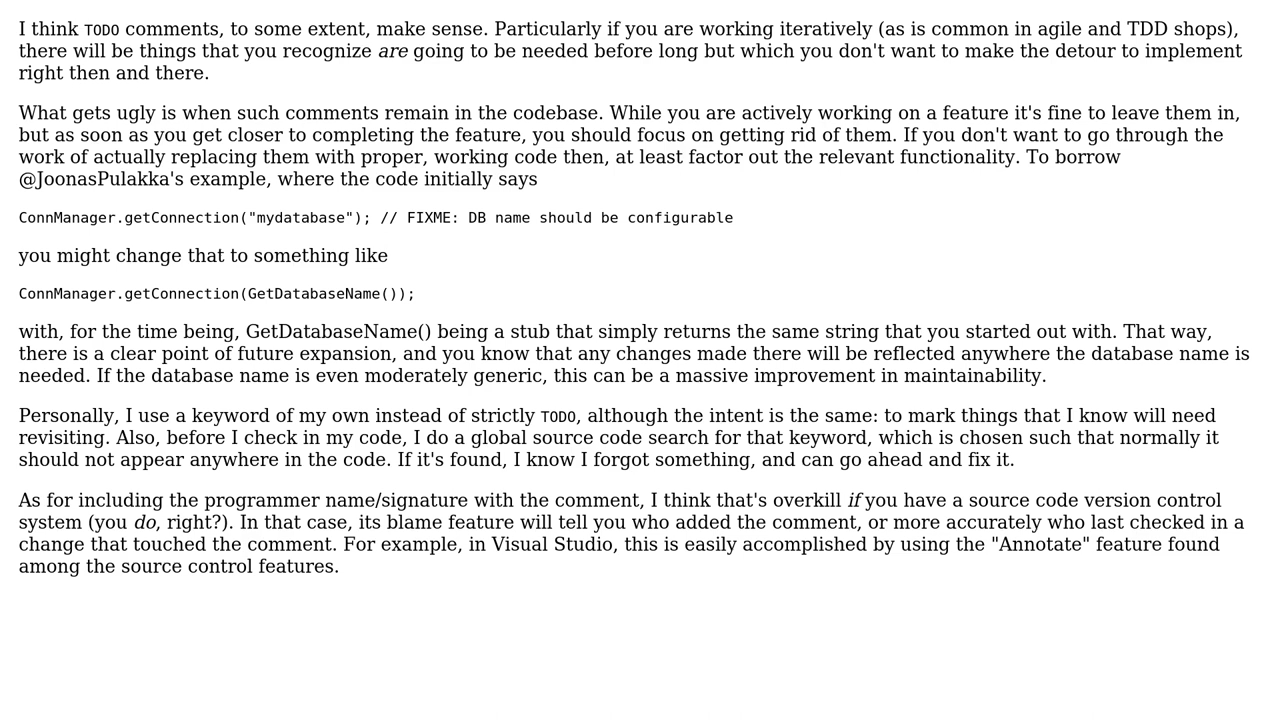 I think TODO comments, to some extent, make sense. Particularly if you are working iteratively (as is common in agile and TDD shops),
there will be things that you recognize are going to be needed before long but which you don't want to make the detour to implement
right then and there.
What gets ugly is when such comments remain in the codebase. While you are actively working on a feature it's fine to leave them in,
but as soon as you get closer to completing the feature, you should focus on getting rid of them. If you don't want to go through the
work of actually replacing them with proper, working code then, at least factor out the relevant functionality. To borrow
@JoonasPulakka's example, where the code initially says
ConnManager.getConnection("mydatabase"); // FIXME: DB name should be configurable
you might change that to something like
ConnManager.getConnection(GetDatabaseName());
with, for the time being, GetDatabaseName() being a stub that simply returns the same string that you started out with. That way,
there is a clear point of future expansion, and you know that any changes made there will be reflected anywhere the database name is
needed. If the database name is even moderately generic, this can be a massive improvement in maintainability.
Personally, I use a keyword of my own instead of strictly TODO, although the intent is the same: to mark things that I know will need
revisiting. Also, before I check in my code, I do a global source code search for that keyword, which is chosen such that normally it
should not appear anywhere in the code. If it's found, I know I forgot something, and can go ahead and fix it.
As for including the programmer name/signature with the comment, I think that's overkill if you have a source code version control
system (you do, right?). In that case, its blame feature will tell you who added the comment, or more accurately who last checked in a
change that touched the comment. For example, in Visual Studio, this is easily accomplished by using the "Annotate" feature found
among the source control features.